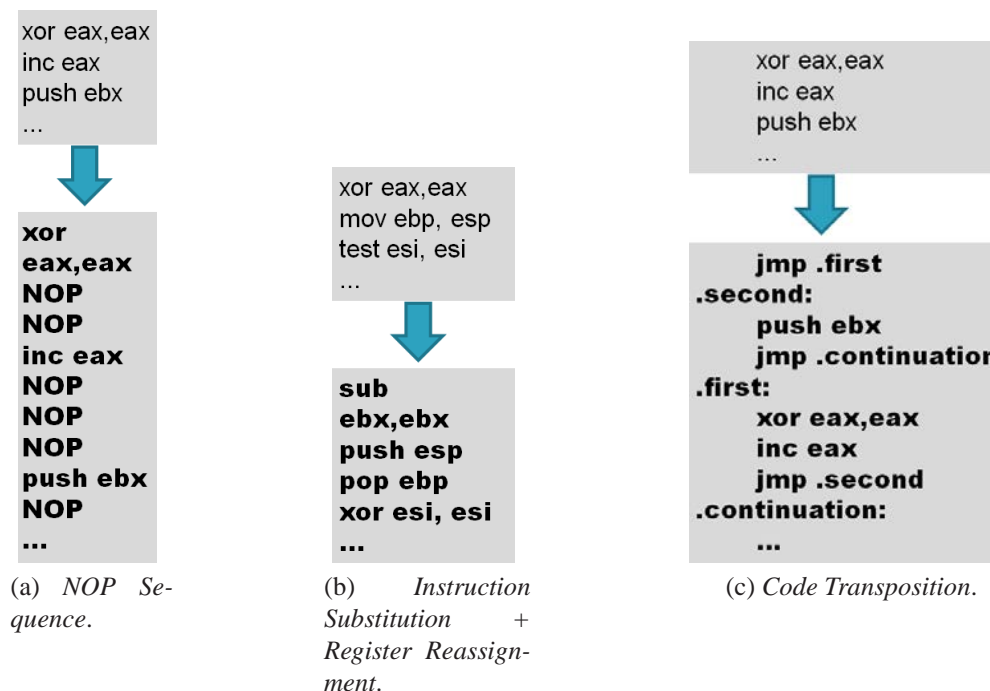 xor eax,eax
inc eax
push ebx
...
xor
eax,eax
NOP
NOP
inc eax
NOP
NOP
NOP
push ebx
NOP
...
(a) NOP Se-
quence.
xor eax,eax
mov ebp, esp
test esi, esi
...
sub
ebx,ebx
push esp
pop ebp
xor esi, esi
...
(b) Instruction
Substitution +
Register Reassign-
ment.
xor eax,eax
inc eax
push ebx
...
jmp .first
.second:
push ebx
jmp .continuation
.first:
xor eax,eax
inc eax
jmp .second
.continuation:
...
(c) Code Transposition.